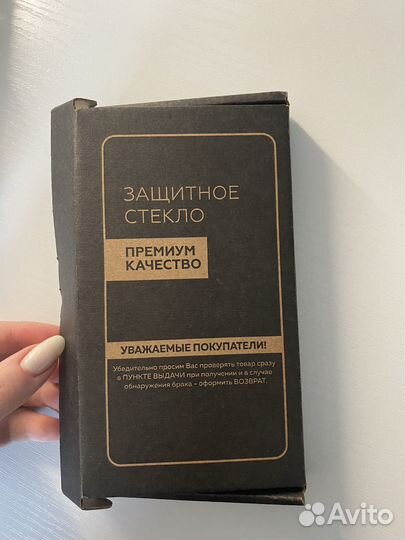 ЗАЩИТНОЕ
СТЕКЛО
ПРЕМИУМ
КАЧЕСТВО
УВАЖАЕМЫЕ ПОКУПАТЕЛИ!
Убедительно просим Вас проверять товар сразу
в ПУНКТЕ ВЫДАЧИ при получении и в случае
обнаружения брака - оформить ВОЗВРАТ.
Avito